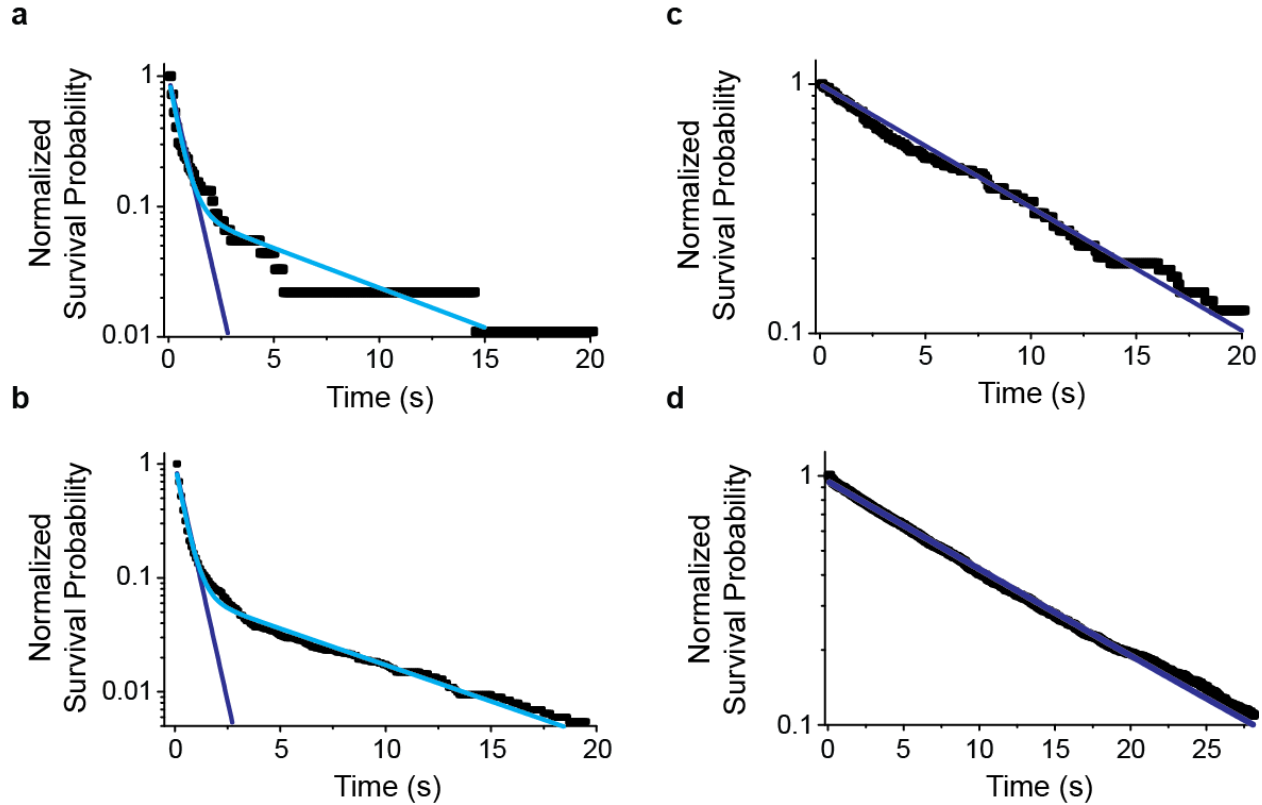 a
Normalized
Survival Probability
1
0.1
0.01
0 5 10 15 20
Time (s)
b
Normalized
Survival Probability
1
0.1
0.01
0 5 10 15 20
Time (s)
c
Normalized
Survival Probability
1
0.1
0 5 10 15 20
Time (s)
d
Normalized
Survival Probability
1
0.1
0 5 10 15 20 25
Time (s)